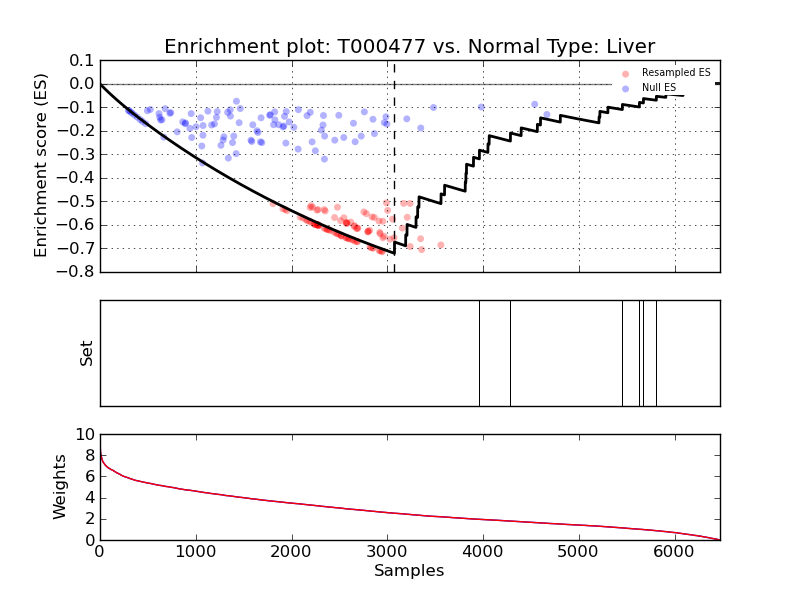 Enrichment plot: T000477 vs. Normal Type: Liver
Enrichment score (ES)
0.1
0.0
−0.1
−0.2
−0.3
−0.4
−0.5
−0.6
−0.7
−0.8
Resampled ES
Null ES
Set
Weights
10
8
6
4
2
0
0 1000 2000 3000 4000 5000 6000
Samples